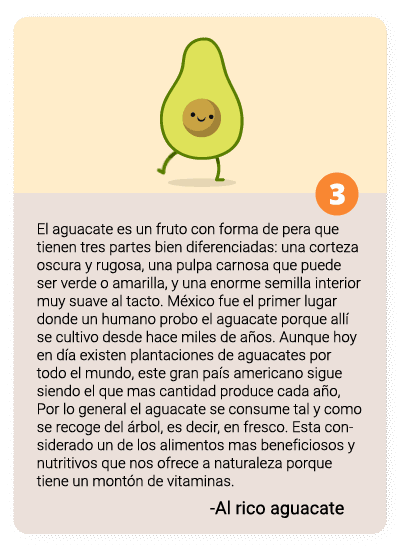 3
El aguacate es un fruto con forma de pera que
tienen tres partes bien diferenciadas: una corteza
oscura y rugosa, una pulpa carnosa que puede
ser verde o amarilla, y una enorme semilla interior
muy suave al tacto. México fue el primer lugar
donde un humano probo el aguacate porque allí
se cultivo desde hace miles de años. Aunque hoy
en día existen plantaciones de aguacates por
todo el mundo, este gran país americano sigue
siendo el que mas cantidad produce cada año,
Por lo general el aguacate se consume tal y como
se recoge del árbol, es decir, en fresco. Esta con-
siderado un de los alimentos mas beneficiosos y
nutritivos que nos ofrece a naturaleza porque
tiene un montón de vitaminas.
-Al rico aguacate